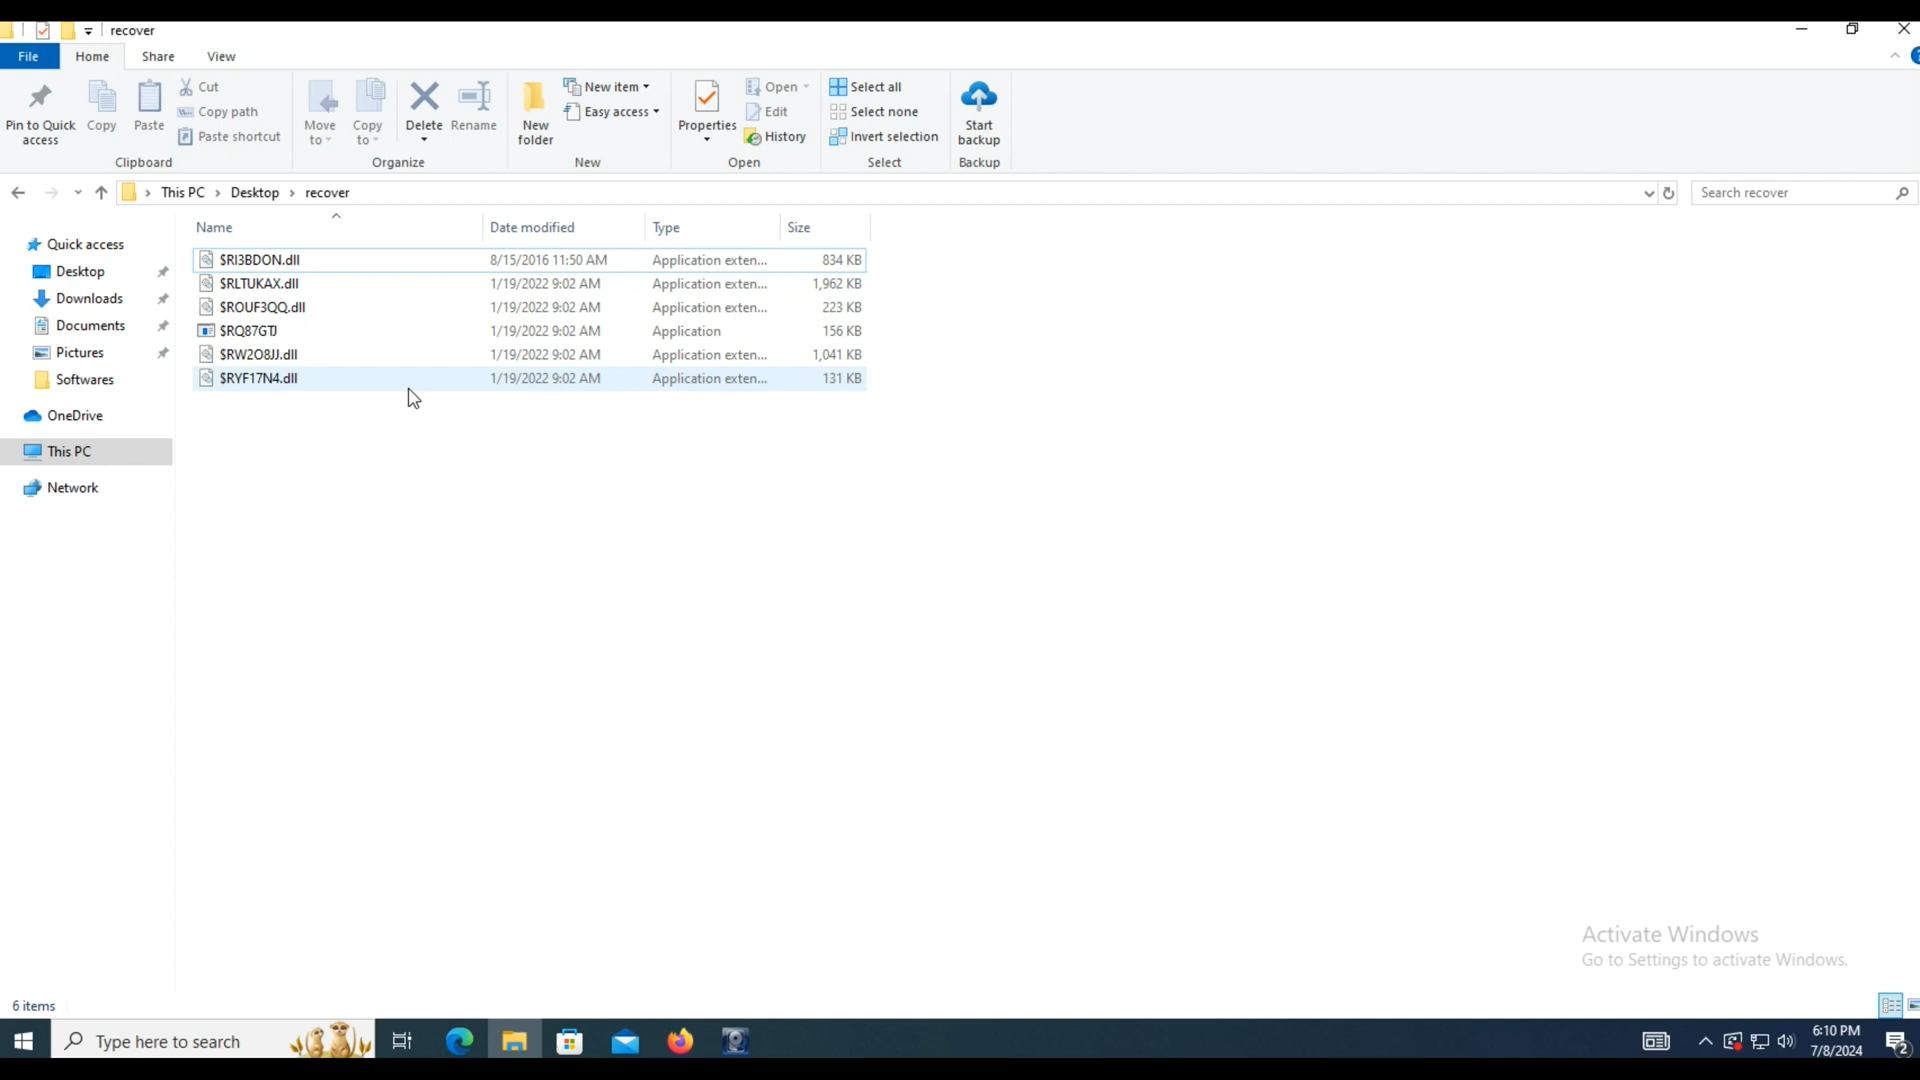 recover
File Home Share View
Pin to Quick access
Copy
Paste
Cut
Copy path
Paste shortcut
Clipboard
Move to
Copy to
Delete
Rename
Organize
New folder
New item
Easy access
New
Properties
Open
Edit
History
Open
Select all
Select none
Invert selection
Select
Start backup
Backup
This PC > Desktop > recover
Search recover
Quick access
Desktop
Downloads
Documents
Pictures
Softwares
OneDrive
This PC
Network
Name Date modified Type Size
$RI3BDON.dll 8/15/2016 11:50 AM Application exten... 834 KB
$RLTUKAX.dll 1/19/2022 9:02 AM Application exten... 1,962 KB
$ROUF3QQ.dll 1/19/2022 9:02 AM Application exten... 223 KB
$RQ87GTJ 1/19/2022 9:02 AM Application 156 KB
$RW2O8JJ.dll 1/19/2022 9:02 AM Application exten... 1,041 KB
$RYF17N4.dll 1/19/2022 9:02 AM Application exten... 131 KB
Activate Windows
Go to Settings to activate Windows.
6 items
Type here to search
6:10 PM
7/8/2024
2